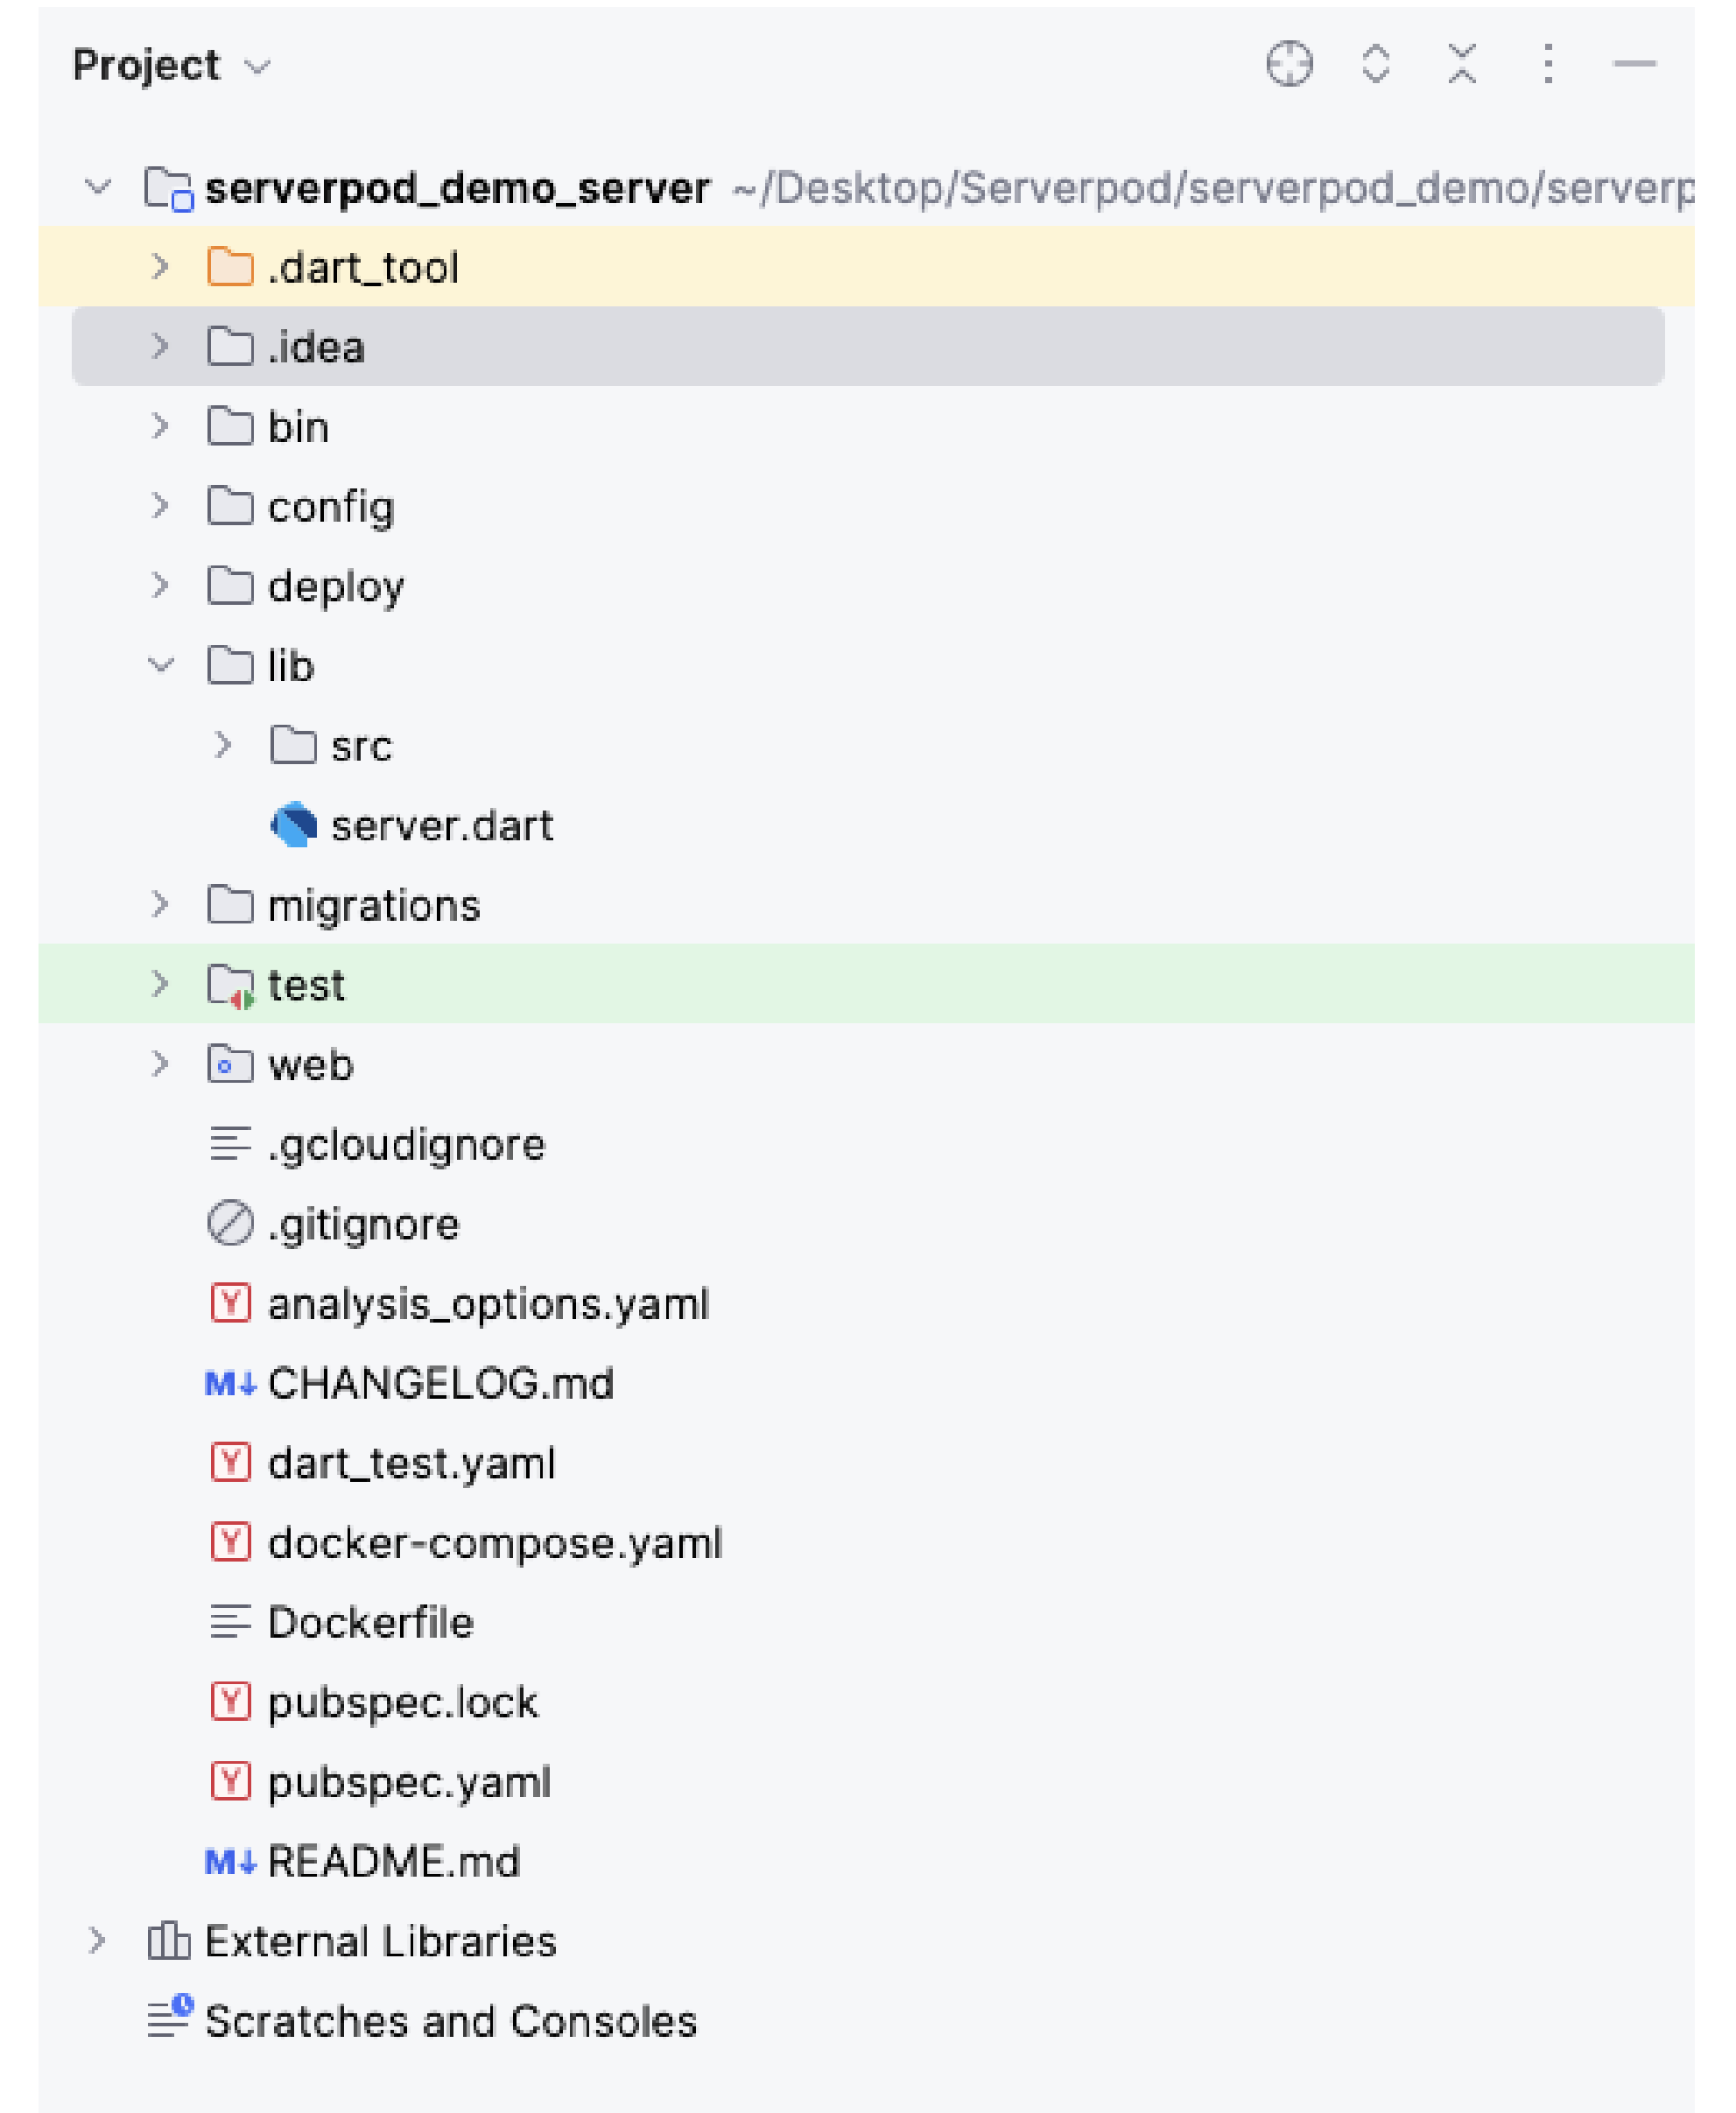 Project
serverpod_demo_server ~/Desktop/Serverpod/serverpod_demo/serverp
.dart_tool
.idea
bin
config
deploy
lib
src
server.dart
migrations
test
web
.gcloudignore
.gitignore
Y analysis_options.yaml
M↓ CHANGELOG.md
Y dart_test.yaml
Y docker-compose.yaml
Dockerfile
Y pubspec.lock
Y pubspec.yaml
M↓ README.md
External Libraries
Scratches and Consoles